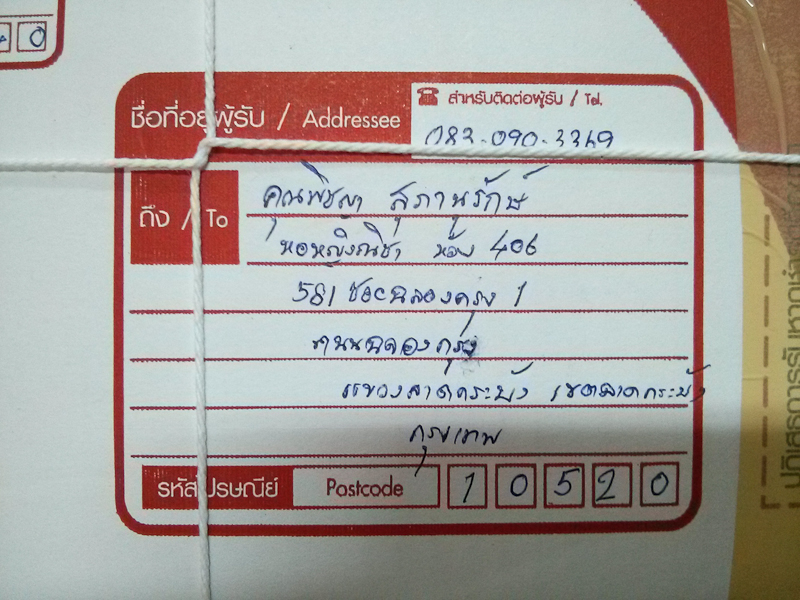 40
ชื่อที่อยู่ผู้รับ / Addressee
สำหรับติดต่อผู้รับ / Tel.
083-090-3349
ถึง / To
คุณพิชญา สุภานุรักษ์
หอหญิงณิชา ห้อง 406
581 ซอยฉลองกรุง 1
ถนนฉลองกรุง
แขวงลาดกระบัง เขตลาดกระบัง
กรุงเทพ
รหัสไปรษณีย์ Postcode 10520